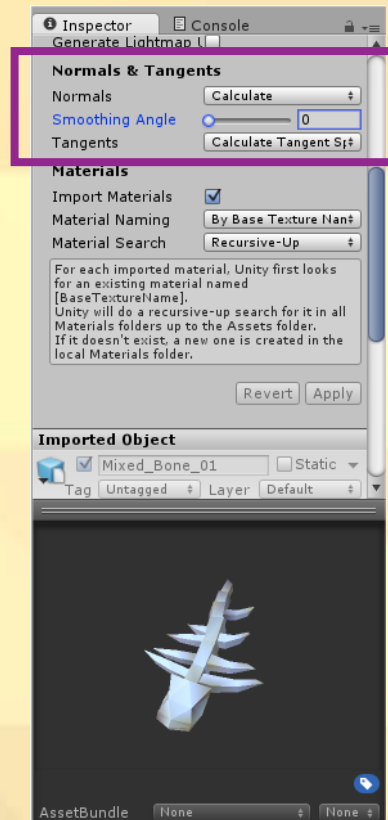 Inspector
Console
Generate Lightmap U
Normals & Tangents
Normals Calculate
Smoothing Angle 0
Tangents Calculate Tangent Sp
Materials
Import Materials
Material Naming By Base Texture Nam
Material Search Recursive-Up
For each imported material, Unity first looks
for an existing material named
[BaseTextureName].
Unity will do a recursive-up search for it in all
Materials folders up to the Assets folder.
If it doesn't exist, a new one is created in the
local Materials folder.
Revert Apply
Imported Object
Mixed_Bone_01 Static
Tag Untagged Layer Default
AssetBundle None None